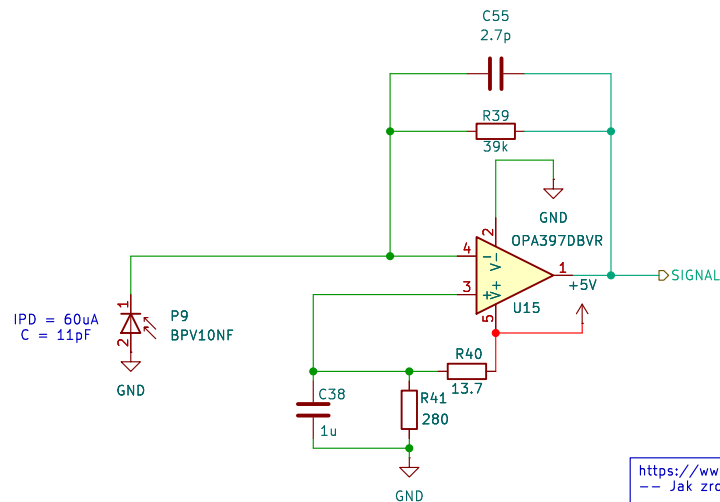 C55
2.7p
R39
39k
GND
2
OPA397DBVR
4
V-
1
SIGNAL
3
V+
+5V
U15
5
1
P9
IPD = 60uA
BPV10NF
C = 11pF
2
GND
R40
13.7
C38
R41
280
1u
GND
https://ww
-- Jak zro